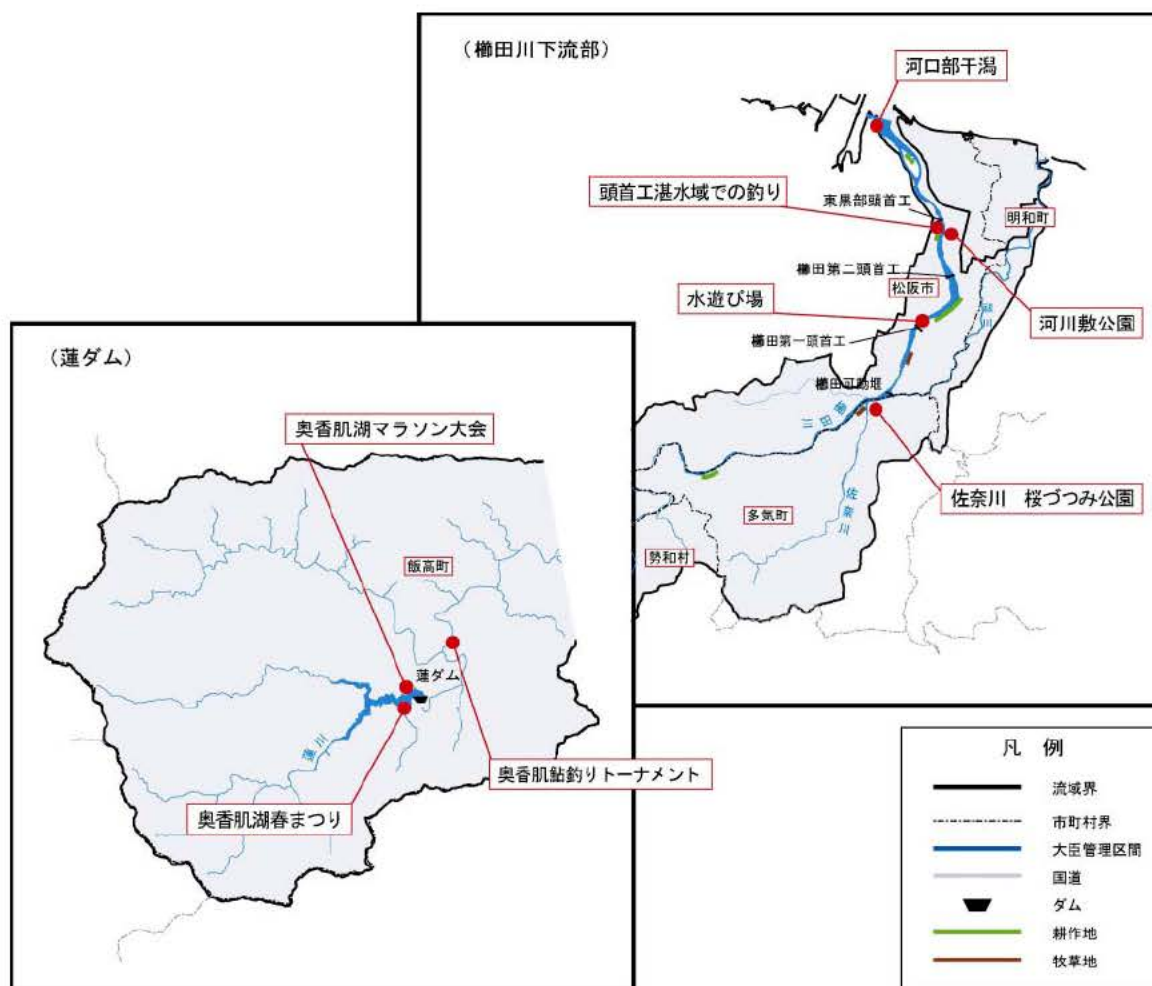 （櫛田川下流部）
河口部干潟
頭首工湛水域での釣り
東黒部頭首工
明和町
櫛田第二頭首工
松阪市
水遊び場
河川敷公園
祓川
櫛田第一頭首工
櫛田可動堰
櫛田川
佐奈川 桜づつみ公園
佐奈川
多気町
勢和村
（蓮ダム）
奥香肌湖マラソン大会
飯高町
蓮ダム
蓮川
奥香肌鮎釣りトーナメント
奥香肌湖春まつり
凡 例
流域界
市町村界
大臣管理区間
国道
ダム
耕作地
牧草地